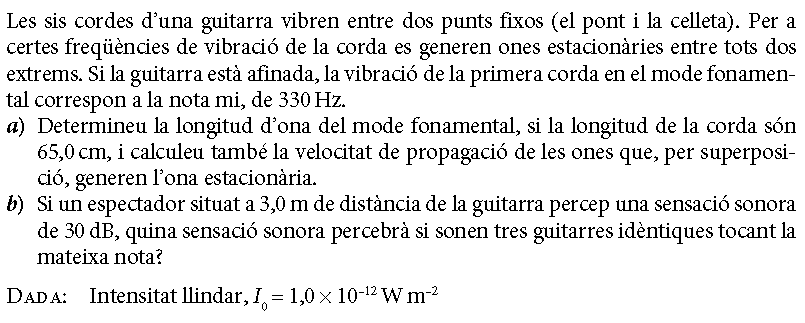 Les sis cordes d’una guitarra vibren entre dos punts fixos (el pont i la celleta). Per a
certes freqüències de vibració de la corda es generen ones estacionàries entre tots dos
extrems. Si la guitarra està afinada, la vibració de la primera corda en el mode fonamen-
tal correspon a la nota mi, de 330 Hz.
a) Determineu la longitud d’ona del mode fonamental, si la longitud de la corda són
65,0 cm, i calculeu també la velocitat de propagació de les ones que, per superposi-
ció, generen l’ona estacionària.
b) Si un espectador situat a 3,0 m de distància de la guitarra percep una sensació sonora
de 30 dB, quina sensació sonora percebrà si sonen tres guitarres idèntiques tocant la
mateixa nota?
DADA: Intensitat llindar, I₀ = 1,0 × 10⁻¹² W m⁻²